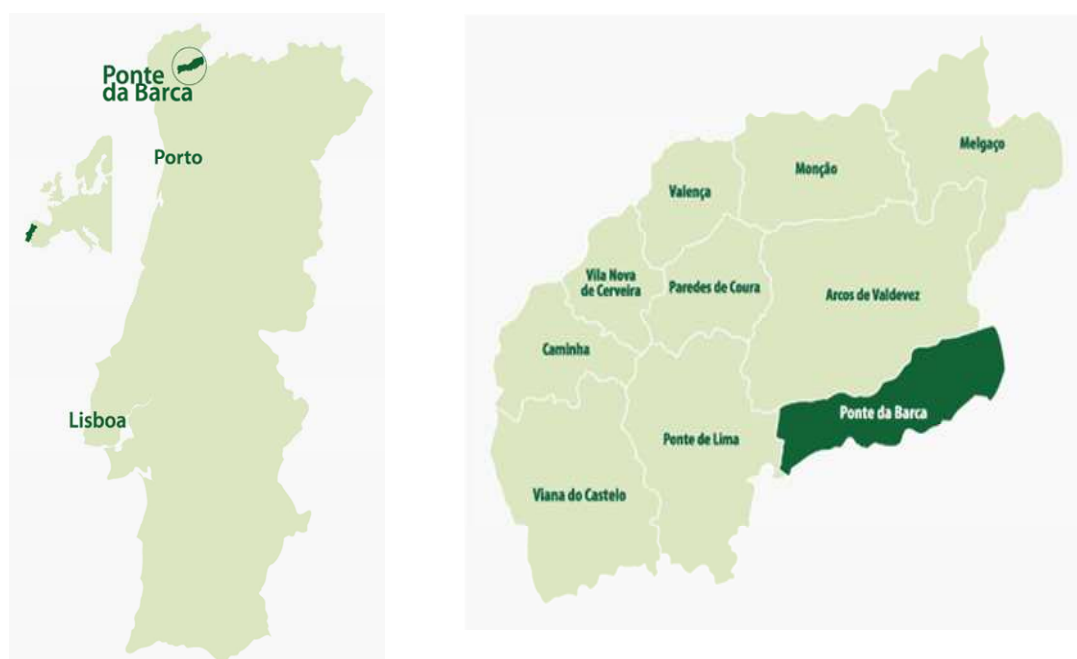 Ponte
da Barca
Porto
Lisboa
Melgaço
Monção
Valença
Vila Nova
de Cerveira
Paredes de Coura
Arcos de Valdevez
Caminha
Ponte da Barca
Ponte de Lima
Viana do Castelo